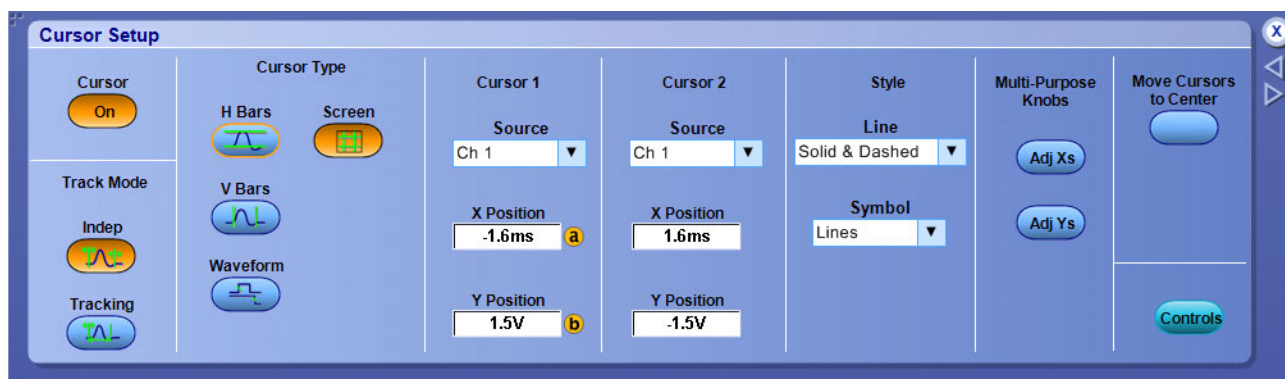 Cursor Setup
X
Cursor
On
Track Mode
Indep
Tracking
Cursor Type
H Bars
Screen
V Bars
Waveform
Cursor 1
Source
Ch 1
X Position
-1.6ms
a
Y Position
1.5V
b
Cursor 2
Source
Ch 1
X Position
1.6ms
Y Position
-1.5V
Style
Line
Solid & Dashed
Symbol
Lines
Multi-Purpose
Knobs
Adj Xs
Adj Ys
Move Cursors
to Center
Controls